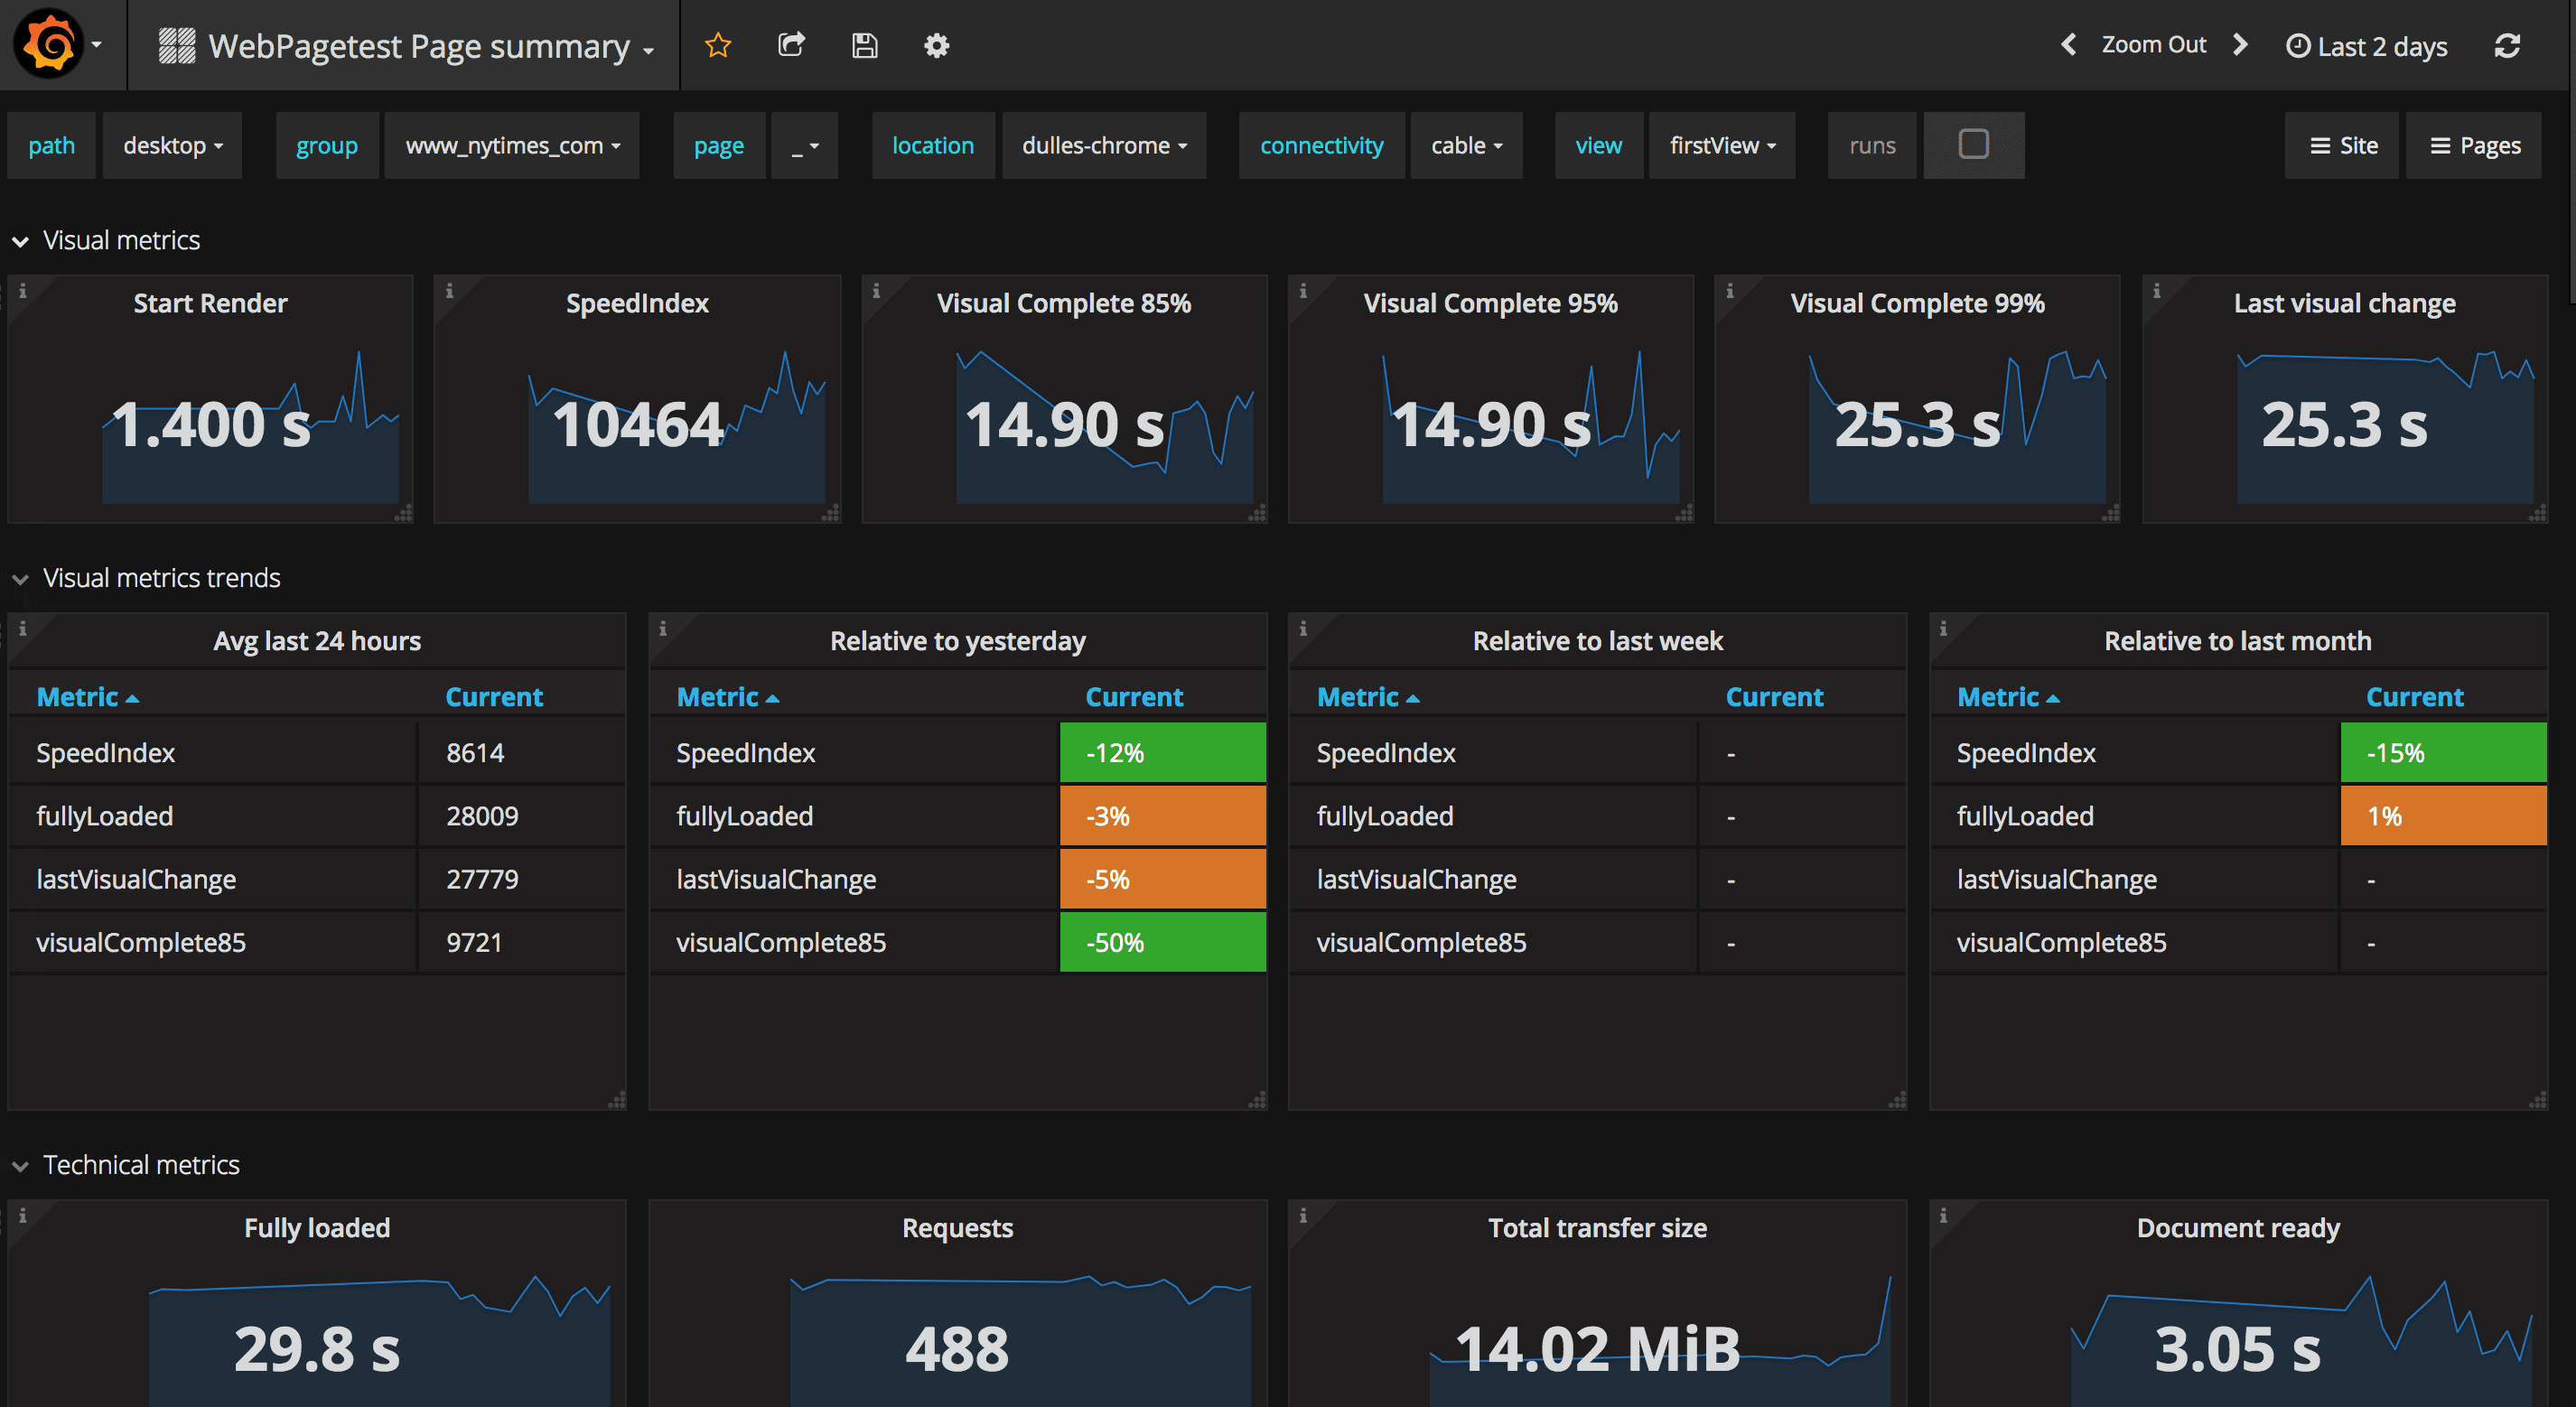 WebPagetest Page summary
Zoom Out
Last 2 days
path desktop group www_nytimes_com page _ location dulles-chrome connectivity cable view firstView runs Site Pages
Visual metrics
Start Render
1.400 s
SpeedIndex
10464
Visual Complete 85%
14.90 s
Visual Complete 95%
14.90 s
Visual Complete 99%
25.3 s
Last visual change
25.3 s
Visual metrics trends
Avg last 24 hours
Metric Current
SpeedIndex 8614
fullyLoaded 28009
lastVisualChange 27779
visualComplete85 9721
Relative to yesterday
Metric Current
SpeedIndex -12%
fullyLoaded -3%
lastVisualChange -5%
visualComplete85 -50%
Relative to last week
Metric Current
SpeedIndex -
fullyLoaded -
lastVisualChange -
visualComplete85 -
Relative to last month
Metric Current
SpeedIndex -15%
fullyLoaded 1%
lastVisualChange -
visualComplete85 -
Technical metrics
Fully loaded
29.8 s
Requests
488
Total transfer size
14.02 MiB
Document ready
3.05 s